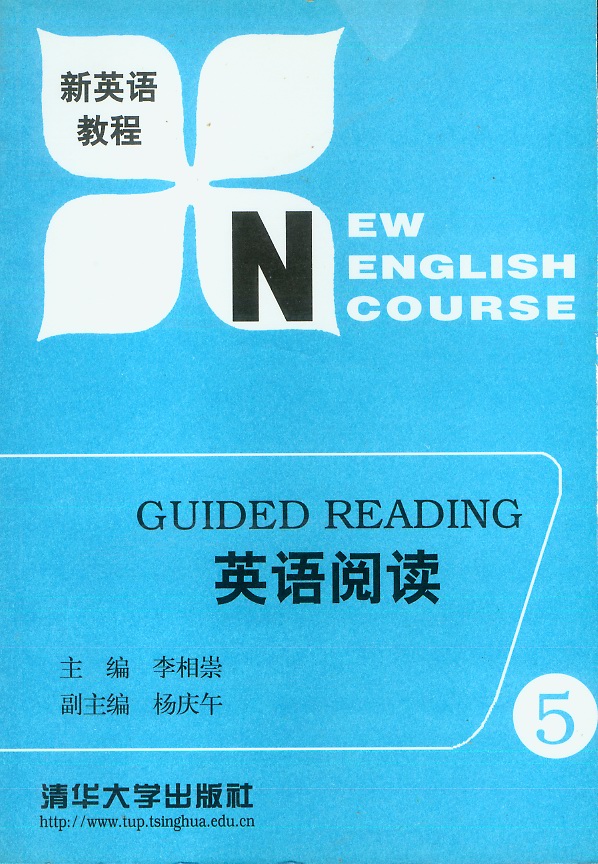 新英语
教程
NEW
ENGLISH
COURSE
GUIDED READING
英语阅读
主 编 李相崇
副主编 杨庆午
5
清华大学出版社
http://www.tup.tsinghua.edu.cn